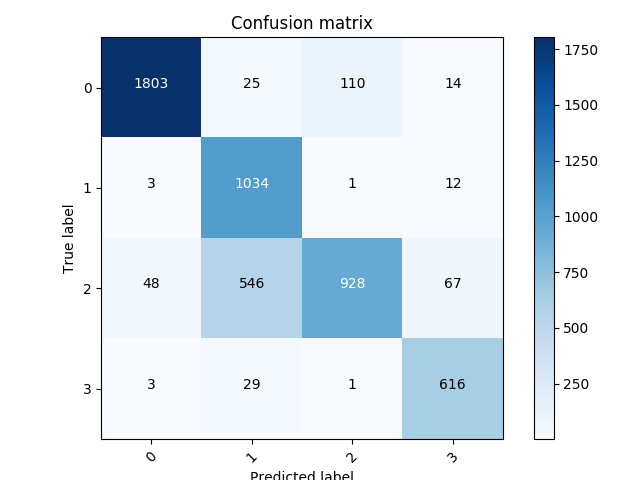 Confusion matrix
0 1803 25 110 14
1 3 1034 1 12
2 48 546 928 67
3 3 29 1 616
0 1 2 3
True label
Predicted label
1750
1500
1250
1000
750
500
250